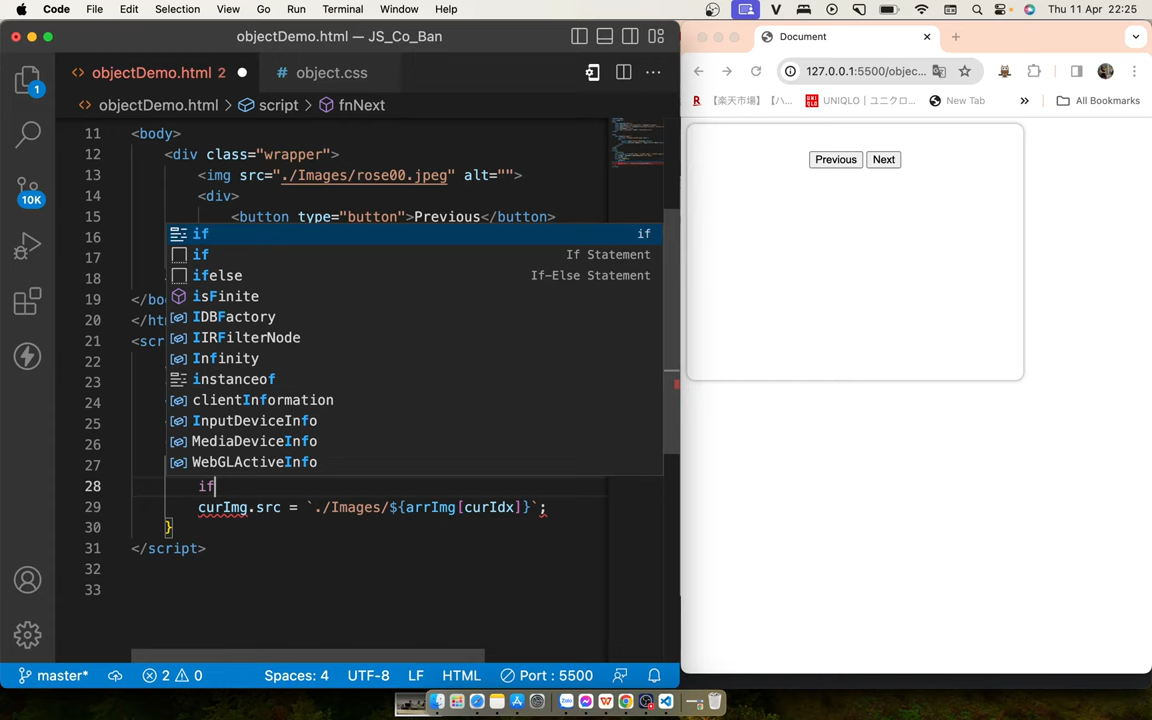 Code File Edit Selection View Go Run Terminal Window Help
Thu 11 Apr 22:25
objectDemo.html — JS_Co_Ban
objectDemo.html 2
object.css
objectDemo.html > script > fnNext
11 <body>
12 <div class="wrapper">
13 <img src="./Images/rose00.jpeg" alt="">
14 <div>
15 <button type="button">Previous</button>
16
17
18
19 </bo
20 </ht
21 <scr
22
23
24
25
26
27
28 if
29 curImg.src = `./Images/${arrImg[curIdx]}`;
30 }
31 </script>
32
33
if if
if If Statement
ifelse If-Else Statement
isFinite
IDBFactory
IIRFilterNode
Infinity
instanceof
clientInformation
InputDeviceInfo
MediaDeviceInfo
WebGLActiveInfo
1
10K
master* 2 0 Spaces: 4 UTF-8 LF HTML Port : 5500
Document
127.0.0.1:5500/objec...
【楽天市場】【ハ...
UNIQLO | ユニクロ...
New Tab
»
All Bookmarks
Previous Next